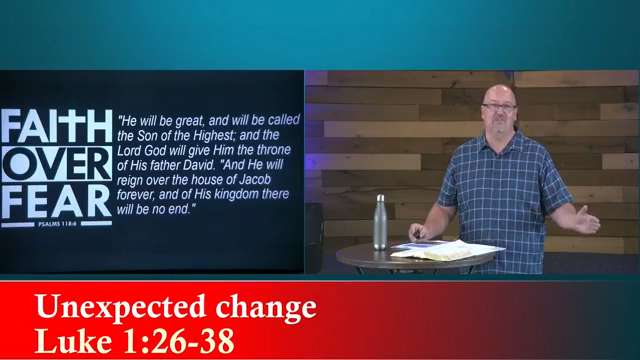 FAITH
OVER
FEAR
PSALMS 118:6
"He will be great, and will be called
the Son of the Highest; and the
Lord God will give Him the throne
of His father David. "And He will
reign over the house of Jacob
forever, and of His kingdom there
will be no end."
Unexpected change
Luke 1:26-38